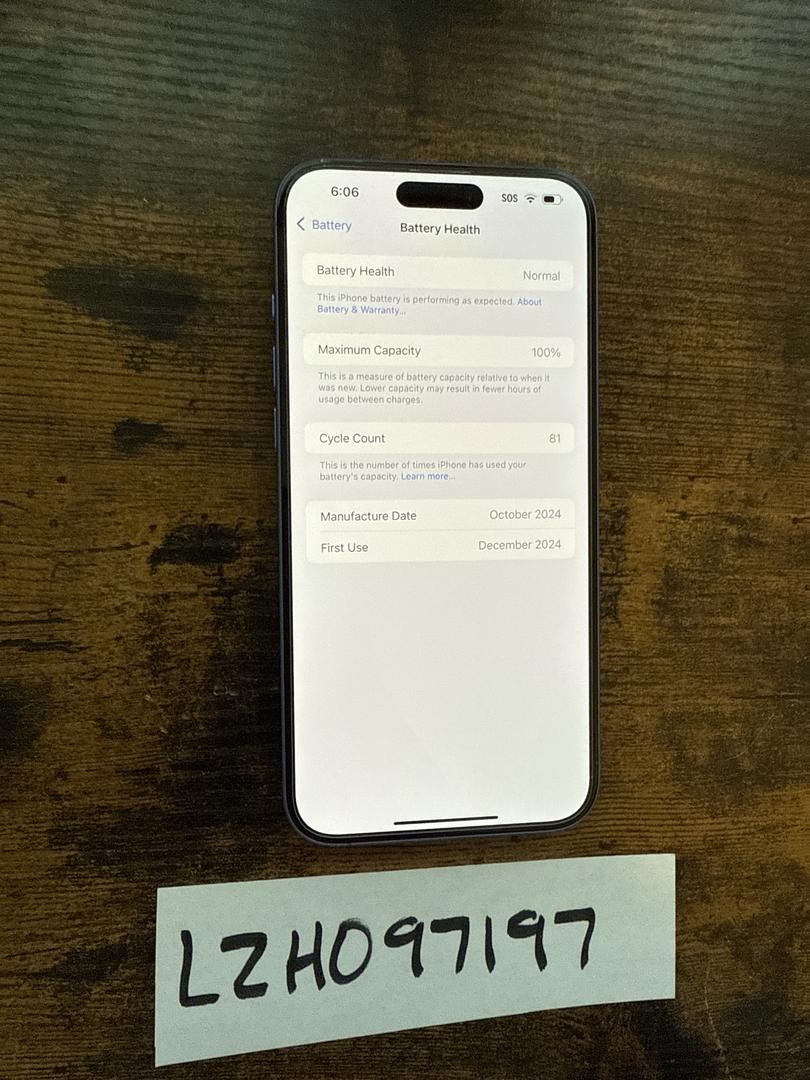 6:06 SOS
Battery Battery Health
Battery Health Normal
This iPhone battery is performing as expected. About
Battery & Warranty...
Maximum Capacity 100%
This is a measure of battery capacity relative to when it
was new. Lower capacity may result in fewer hours of
usage between charges.
Cycle Count 81
This is the number of times iPhone has used your
battery's capacity. Learn more...
Manufacture Date October 2024
First Use December 2024
LZH097197